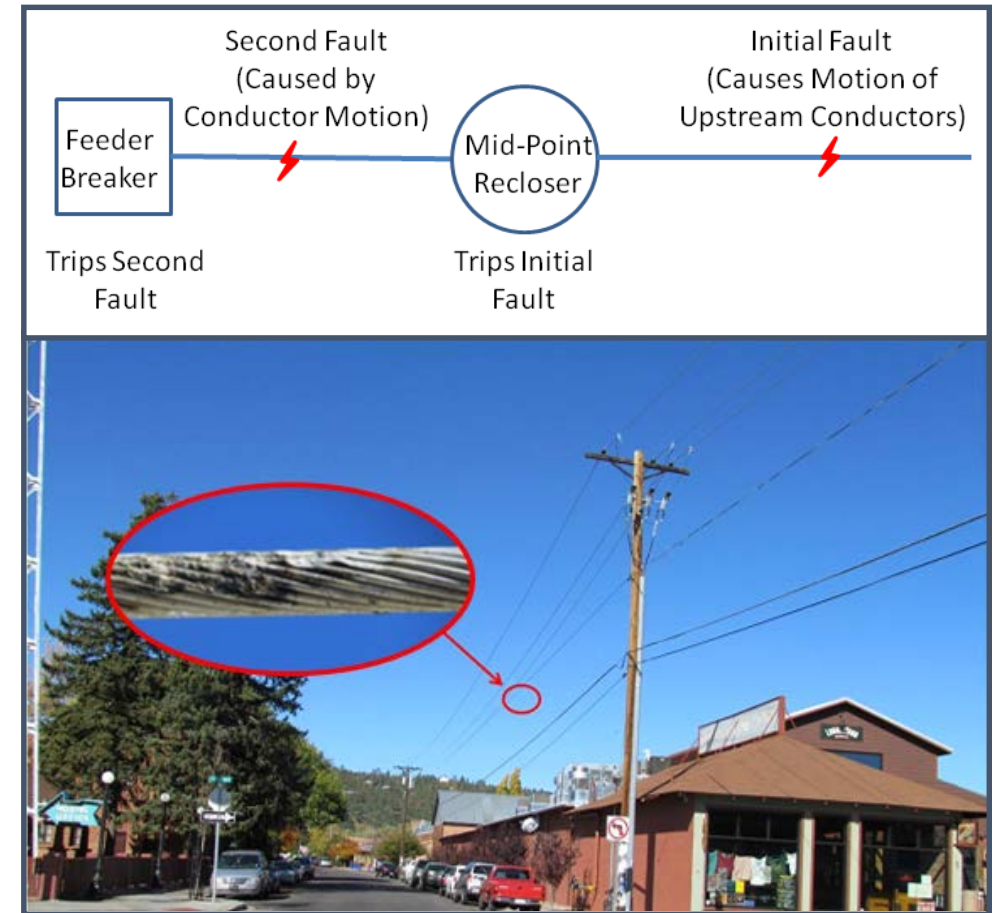 Second Fault
(Caused by
Conductor Motion)
Initial Fault
(Causes Motion of
Upstream Conductors)
Feeder
Breaker
Mid-Point
Recloser
Trips Second
Fault
Trips Initial
Fault